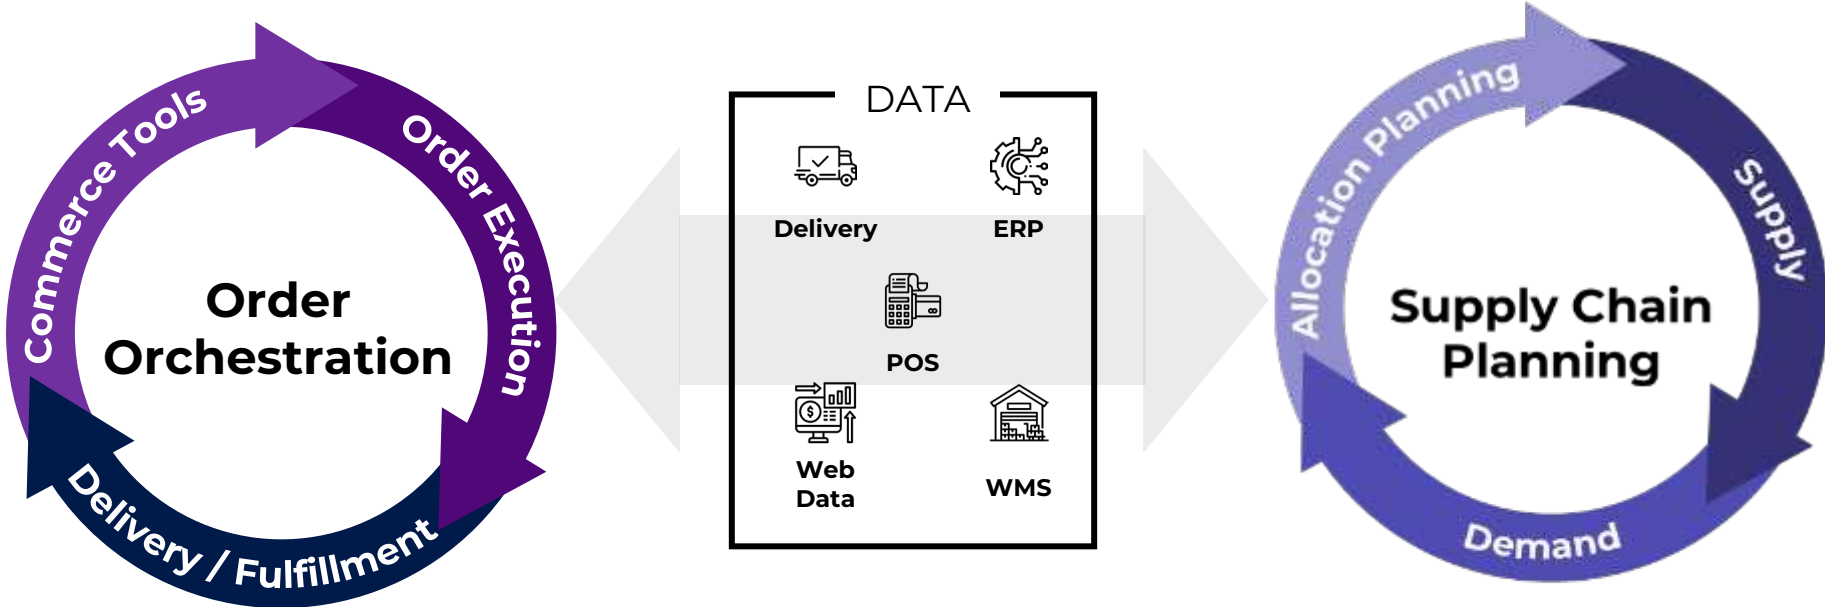 Commerce Tools
Order Execution
Delivery / Fulfillment
Order
Orchestration
DATA
Delivery
ERP
POS
Web
Data
WMS
Allocation Planning
Supply
Demand
Supply Chain
Planning